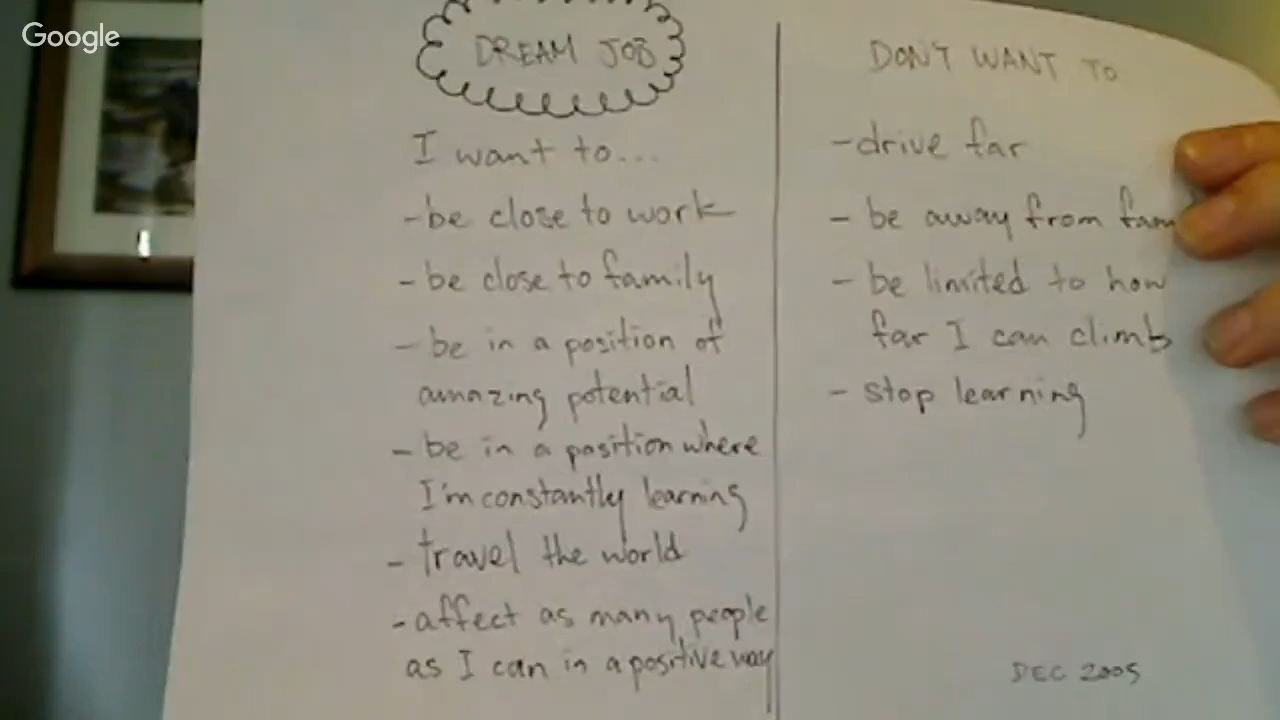 Google
DREAM JOB
I want to...
-be close to work
- be close to family
- be in a position of
amazing potential
- be in a position where
I'm constantly learning
- travel the world
- affect as many people
as I can in a positive way
DON'T WANT TO
-drive far
- be away from fam
- be limited to how
far I can climb
- stop learning
DEC 2005